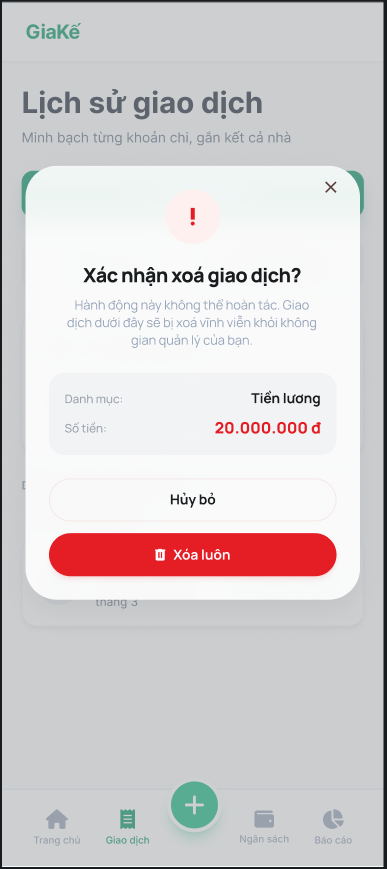 GiaKế
Lịch sử giao dịch
Minh bạch từng khoản chi, gắn kết cả nhà
!
Xác nhận xoá giao dịch?
Hành động này không thể hoàn tác. Giao
dịch dưới đây sẽ bị xoá vĩnh viễn khỏi không
gian quản lý của bạn.
Danh mục: Tiền lương
Số tiền: 20.000.000 đ
Hủy bỏ
Xóa luôn
tháng 3
Trang chủ Giao dịch Ngân sách Báo cáo